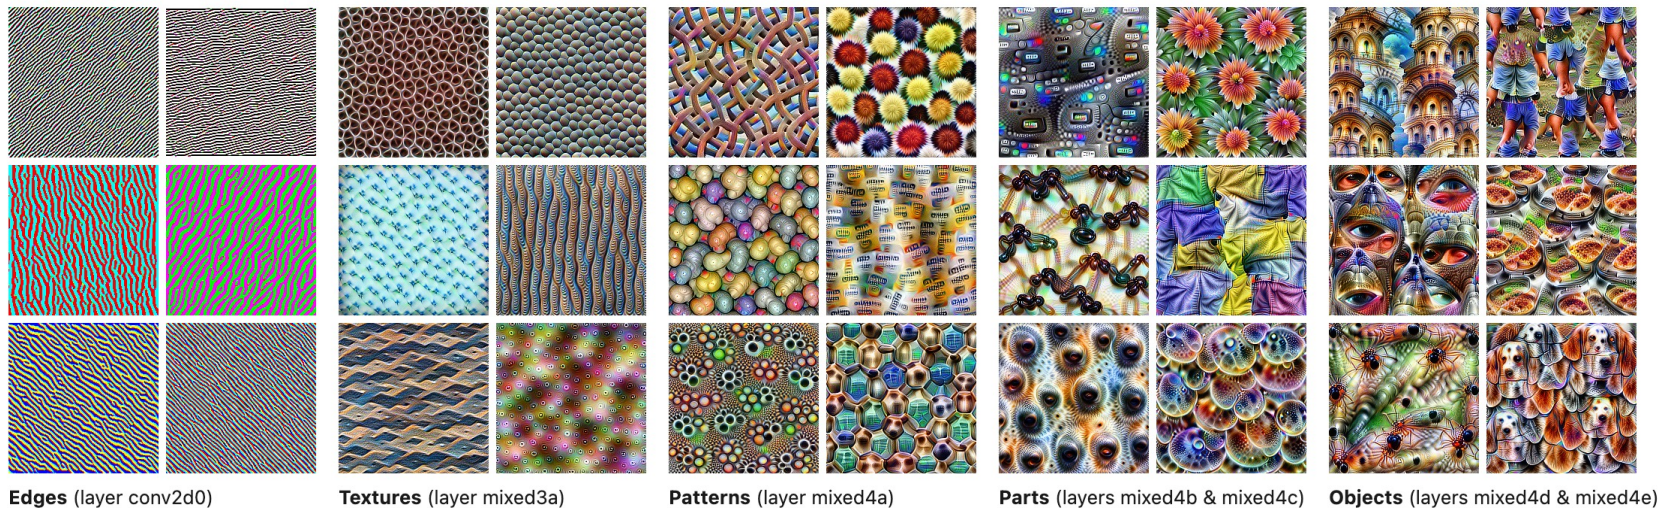 Edges (layer conv2d0)
Textures (layer mixed3a)
Patterns (layer mixed4a)
Parts (layers mixed4b & mixed4c)
Objects (layers mixed4d & mixed4e)